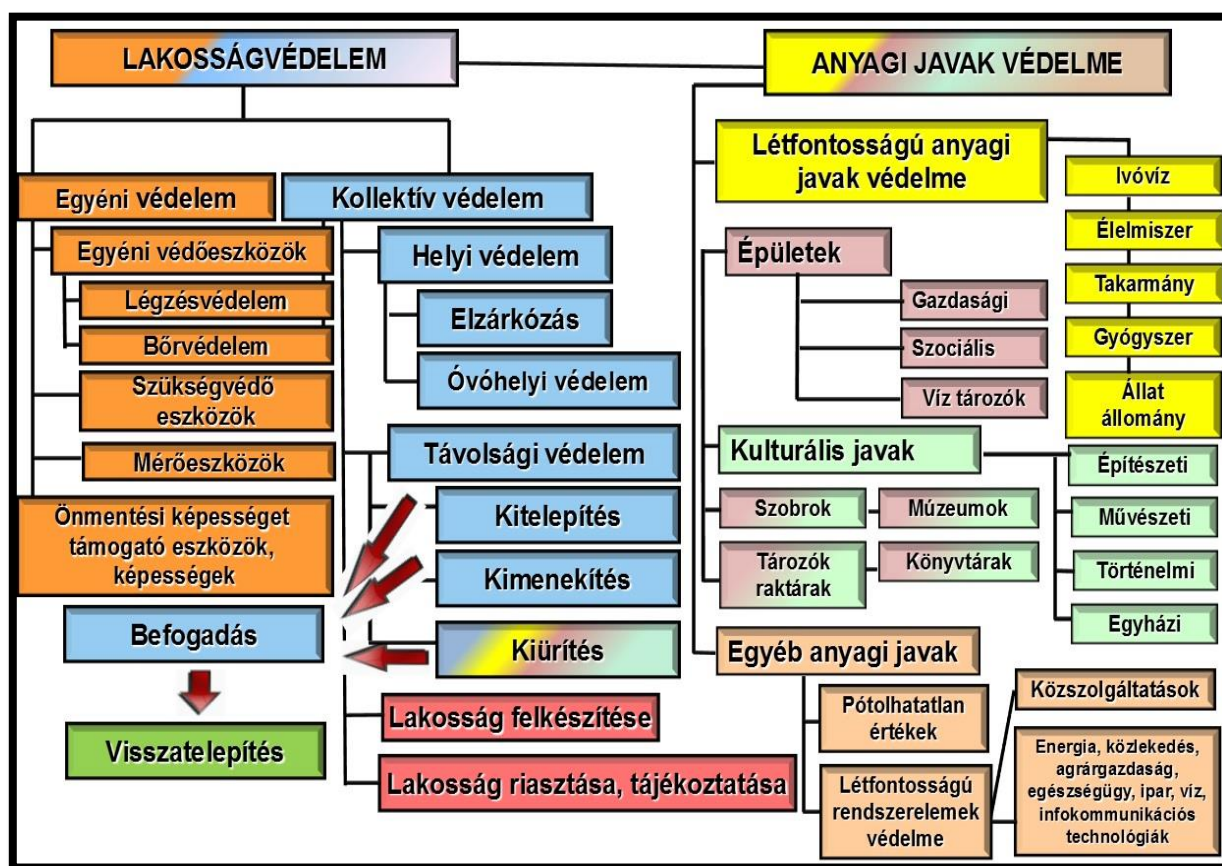 LAKOSSÁGVÉDELEM
Egyéni védelem
Egyéni védőeszközök
Légzésvédelem
Bőrvédelem
Szükségvédő
eszközök
Mérőeszközök
Önmentési képességet
támogató eszközök,
képességek
Befogadás
Visszatelepítés
Kollektív védelem
Helyi védelem
Elzárkózás
Óvóhelyi védelem
Távolsági védelem
Kitelepítés
Kimenekítés
Kiürítés
Lakosság felkészítése
Lakosság riasztása, tájékoztatása
ANYAGI JAVAK VÉDELME
Létfontosságú anyagi
javak védelme
Ivóvíz
Élelmiszer
Takarmány
Gyógyszer
Állat
állomány
Épületek
Gazdasági
Szociális
Víz tározók
Kulturális javak
Építészeti
Művészeti
Történelmi
Egyházi
Szobrok
Múzeumok
Tározók
raktárak
Könyvtárak
Egyéb anyagi javak
Pótolhatatlan
értékek
Létfontosságú
rendszerelemek
védelme
Közszolgáltatások
Energia, közlekedés,
agrárgazdaság,
egészségügy, ipar, víz,
infokommunikációs
technológiák